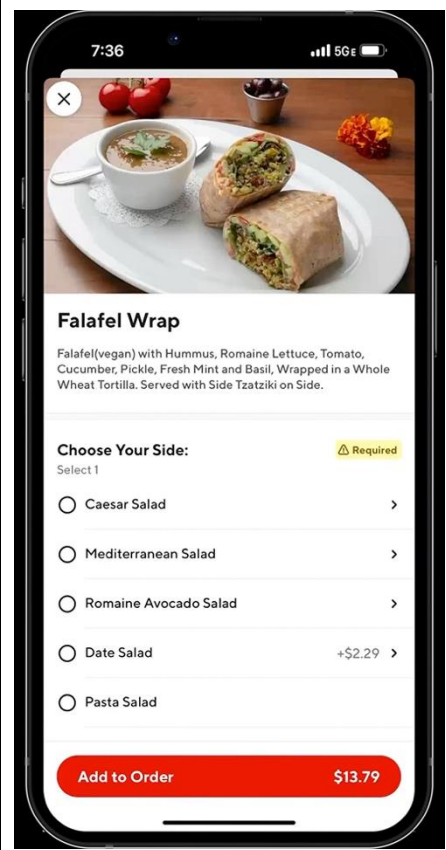 7:36
5GE
Falafel Wrap
Falafel(vegan) with Hummus, Romaine Lettuce, Tomato,
Cucumber, Pickle, Fresh Mint and Basil, Wrapped in a Whole
Wheat Tortilla. Served with Side Tzatziki on Side.
Choose Your Side:
Required
Select 1
Caesar Salad
Mediterranean Salad
Romaine Avocado Salad
Date Salad +$2.29
Pasta Salad
Add to Order $13.79